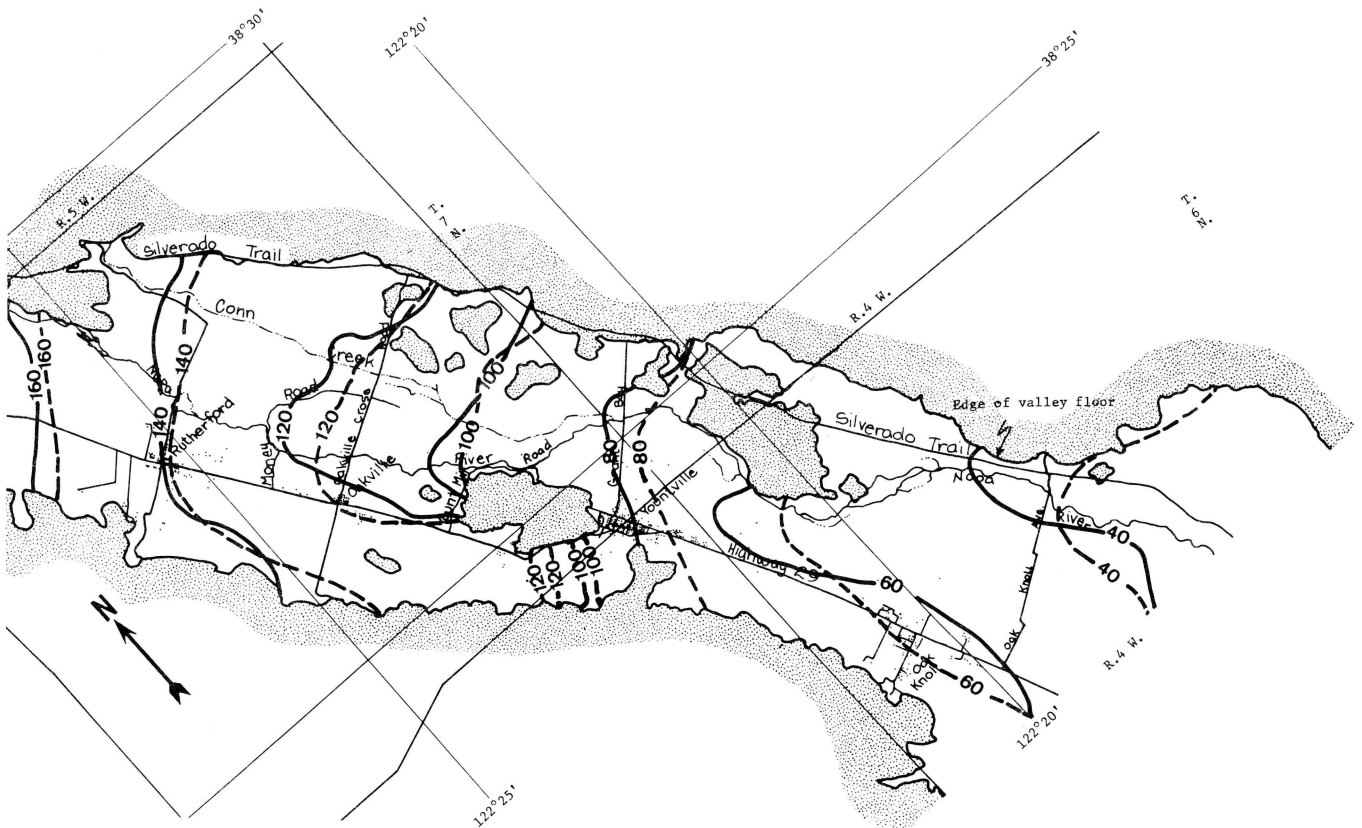 38°30'
122°20'
38°25'
R.5 W.
T.
7
N.
T.
6
N.
R.4 W.
Silverado Trail
Conn
Creek
Road
Edge of valley floor
Silverado Trail
Napa
River
160
160
140
140
Napa
Rutherford
120
120
Money
Road
Oakville Cross
Oakville
100
100
River
Road
80
80
Yountville
Highway 29
120
120
100
100
60
60
40
40
Oak
Knoll
Oak
Knoll
R.4 W.
N
122°20'
122°25'